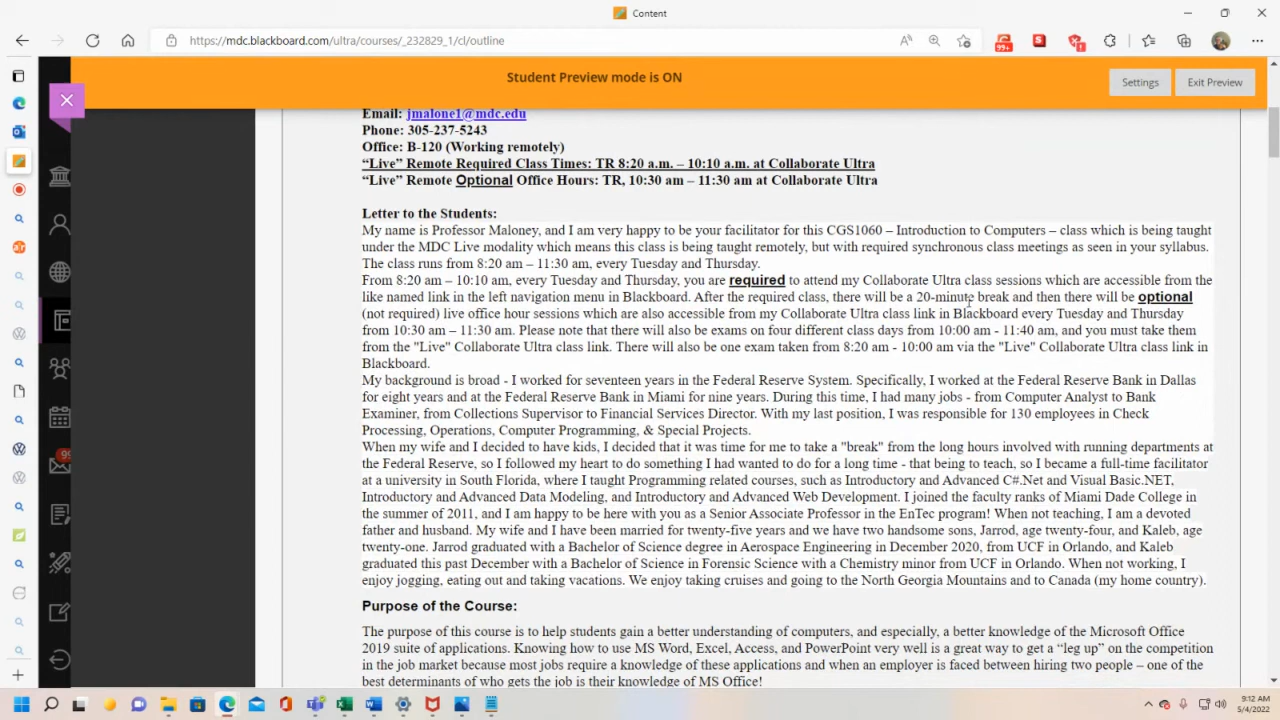 Content
https://mdc.blackboard.com/ultra/courses/_232829_1/cl/outline
99+
Student Preview mode is ON
Settings
Exit Preview
Email: jmalone1@mdc.edu
Phone: 305-237-5243
Office: B-120 (Working remotely)
“Live” Remote Required Class Times: TR 8:20 a.m. – 10:10 a.m. at Collaborate Ultra
“Live” Remote Optional Office Hours: TR, 10:30 am – 11:30 am at Collaborate Ultra
Letter to the Students:
My name is Professor Maloney, and I am very happy to be your facilitator for this CGS1060 – Introduction to Computers – class which is being taught
under the MDC Live modality which means this class is being taught remotely, but with required synchronous class meetings as seen in your syllabus.
The class runs from 8:20 am – 11:30 am, every Tuesday and Thursday.
From 8:20 am – 10:10 am, every Tuesday and Thursday, you are required to attend my Collaborate Ultra class sessions which are accessible from the
like named link in the left navigation menu in Blackboard. After the required class, there will be a 20-minute break and then there will be optional
(not required) live office hour sessions which are also accessible from my Collaborate Ultra class link in Blackboard every Tuesday and Thursday
from 10:30 am – 11:30 am. Please note that there will also be exams on four different class days from 10:00 am - 11:40 am, and you must take them
from the "Live" Collaborate Ultra class link. There will also be one exam taken from 8:20 am - 10:00 am via the "Live" Collaborate Ultra class link in
Blackboard.
My background is broad - I worked for seventeen years in the Federal Reserve System. Specifically, I worked at the Federal Reserve Bank in Dallas
for eight years and at the Federal Reserve Bank in Miami for nine years. During this time, I had many jobs - from Computer Analyst to Bank
Examiner, from Collections Supervisor to Financial Services Director. With my last position, I was responsible for 130 employees in Check
Processing, Operations, Computer Programming, & Special Projects.
When my wife and I decided to have kids, I decided that it was time for me to take a "break" from the long hours involved with running departments at
the Federal Reserve, so I followed my heart to do something I had wanted to do for a long time - that being to teach, so I became a full-time facilitator
at a university in South Florida, where I taught Programming related courses, such as Introductory and Advanced C#.Net and Visual Basic.NET,
Introductory and Advanced Data Modeling, and Introductory and Advanced Web Development. I joined the faculty ranks of Miami Dade College in
the summer of 2011, and I am happy to be here with you as a Senior Associate Professor in the EnTec program! When not teaching, I am a devoted
father and husband. My wife and I have been married for twenty-five years and we have two handsome sons, Jarrod, age twenty-four, and Kaleb, age
twenty-one. Jarrod graduated with a Bachelor of Science degree in Aerospace Engineering in December 2020, from UCF in Orlando, and Kaleb
graduated this past December with a Bachelor of Science in Forensic Science with a Chemistry minor from UCF in Orlando. When not working, I
enjoy jogging, eating out and taking vacations. We enjoy taking cruises and going to the North Georgia Mountains and to Canada (my home country).
Purpose of the Course:
The purpose of this course is to help students gain a better understanding of computers, and especially, a better knowledge of the Microsoft Office
2019 suite of applications. Knowing how to use MS Word, Excel, Access, and PowerPoint very well is a great way to get a “leg up” on the competition
in the job market because most jobs require a knowledge of these applications and when an employer is faced between hiring two people – one of the
best determinants of who gets the job is their knowledge of MS Office!
9:12 AM
5/4/2022